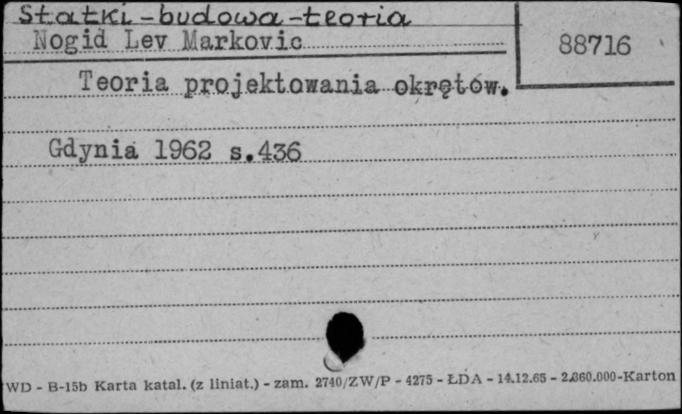 Statki-budowa-teoria
Nogid Lev Markovic
88716
Teoria projektowania okrętów.
Gdynia 1962 s.436
WD - B-15b Karta katal. (z liniat.) - zam. 2740/ZW/P - 4275 - ŁDA - 14.12.65 - 2.860.000-Karton